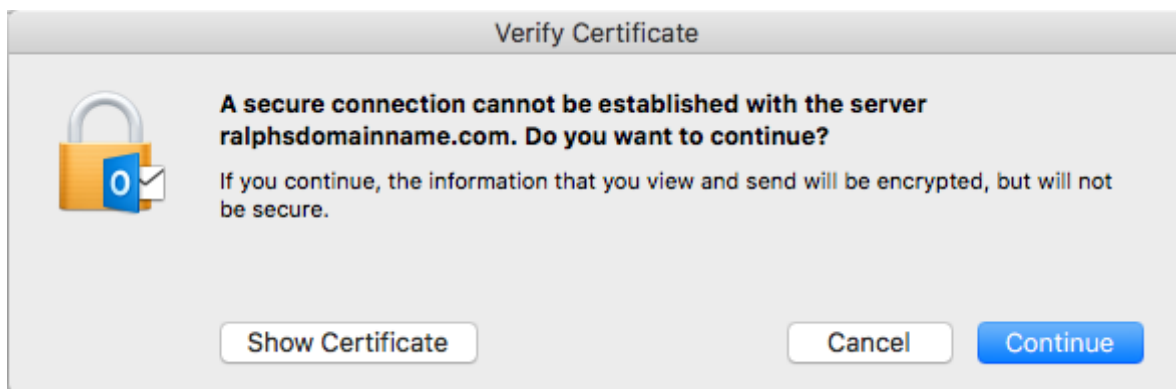 Verify Certificate
A secure connection cannot be established with the server
ralphsdomainname.com. Do you want to continue?
If you continue, the information that you view and send will be encrypted, but will not
be secure.
Show Certificate
Cancel
Continue